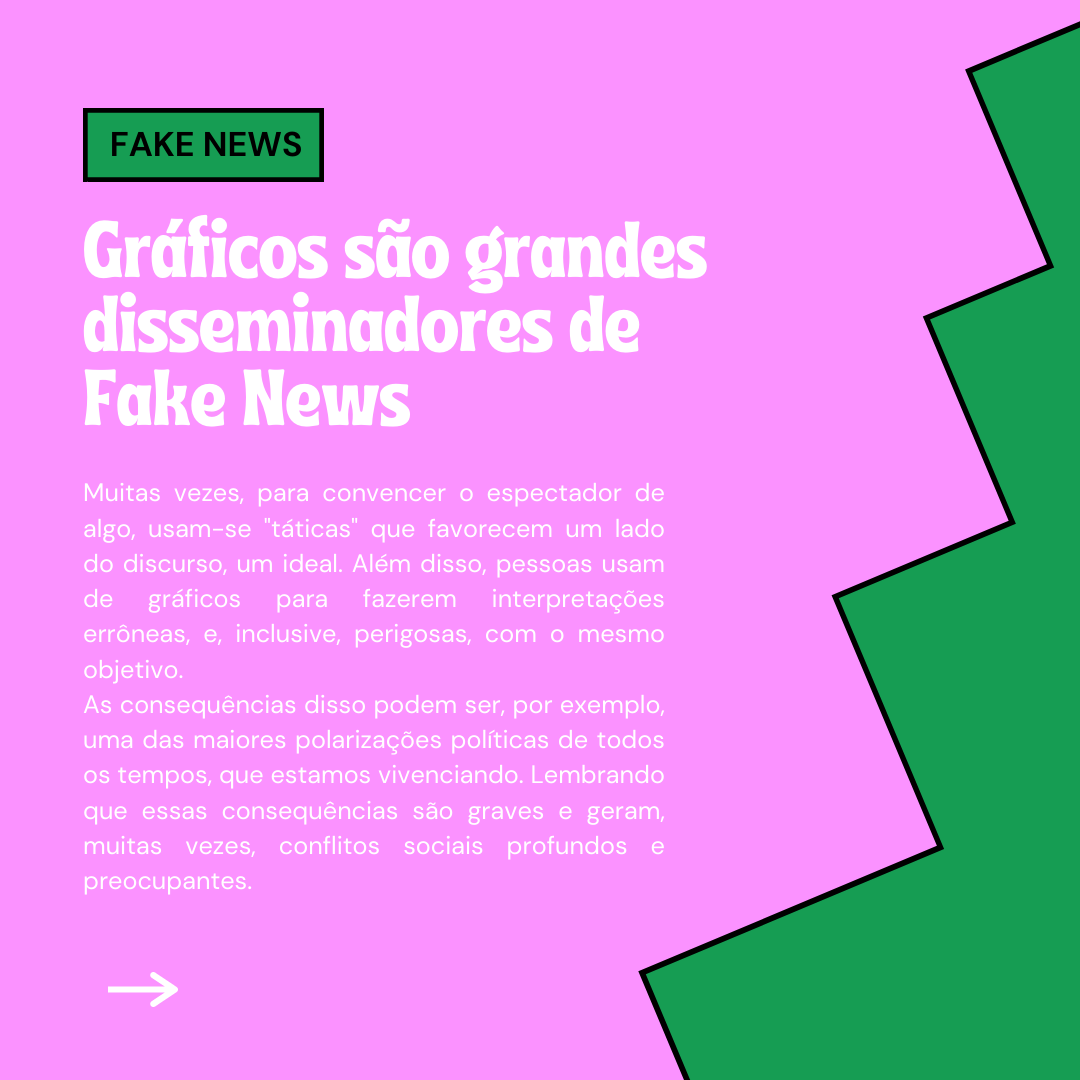 FAKE NEWS
Gráficos são grandes
disseminadores de
Fake News
Muitas vezes, para convencer o espectador de
algo, usam-se "táticas" que favorecem um lado
do discurso, um ideal. Além disso, pessoas usam
de gráficos para fazerem interpretações
errôneas, e, inclusive, perigosas, com o mesmo
objetivo.
As consequências disso podem ser, por exemplo,
uma das maiores polarizações políticas de todos
os tempos, que estamos vivenciando. Lembrando
que essas consequências são graves e geram,
muitas vezes, conflitos sociais profundos e
preocupantes.